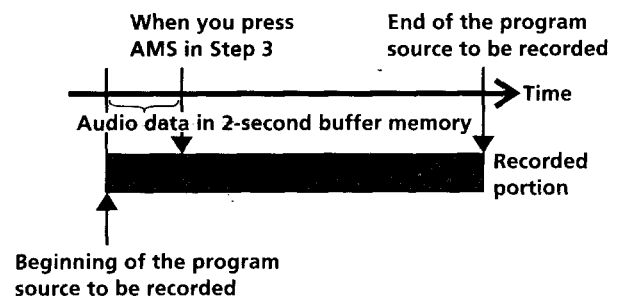 When you press
AMS in Step 3
End of the program
source to be recorded
Time
Audio data in 2-second buffer memory
Recorded
portion
Beginning of the program
source to be recorded